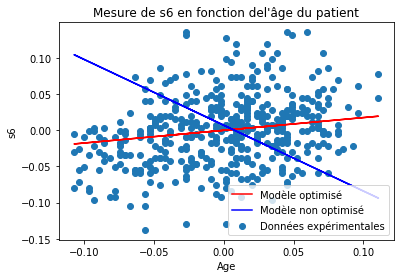 Mesure de s6 en fonction del'âge du patient
0.10
0.05
0.00
−0.05
−0.10
−0.15
s6
−0.10
−0.05
0.00
0.05
0.10
Age
Modèle optimisé
Modèle non optimisé
Données expérimentales